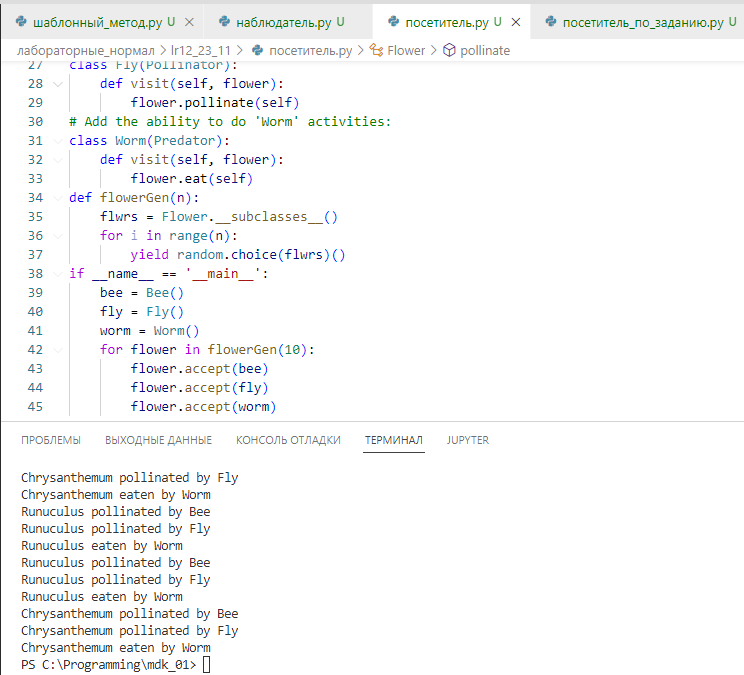 шаблонный_метод.py U наблюдатель.py U посетитель.py U посетитель_по_заданию.py U
лабораторные_нормал > lr12_23_11 > посетитель.py > Flower > pollinate
27 class Fly(Pollinator):
28 def visit(self, flower):
29 flower.pollinate(self)
30 # Add the ability to do 'Worm' activities:
31 class Worm(Predator):
32 def visit(self, flower):
33 flower.eat(self)
34 def flowerGen(n):
35 flwrs = Flower.__subclasses__()
36 for i in range(n):
37 yield random.choice(flwrs)()
38 if __name__ == '__main__':
39 bee = Bee()
40 fly = Fly()
41 worm = Worm()
42 for flower in flowerGen(10):
43 flower.accept(bee)
44 flower.accept(fly)
45 flower.accept(worm)
ПРОБЛЕМЫ ВЫХОДНЫЕ ДАННЫЕ КОНСОЛЬ ОТЛАДКИ ТЕРМИНАЛ JUPYTER
Chrysanthemum pollinated by Fly
Chrysanthemum eaten by Worm
Runuculus pollinated by Bee
Runuculus pollinated by Fly
Runuculus eaten by Worm
Runuculus pollinated by Bee
Runuculus pollinated by Fly
Runuculus eaten by Worm
Chrysanthemum pollinated by Bee
Chrysanthemum pollinated by Fly
Chrysanthemum eaten by Worm
PS C:\Programming\mdk_01>